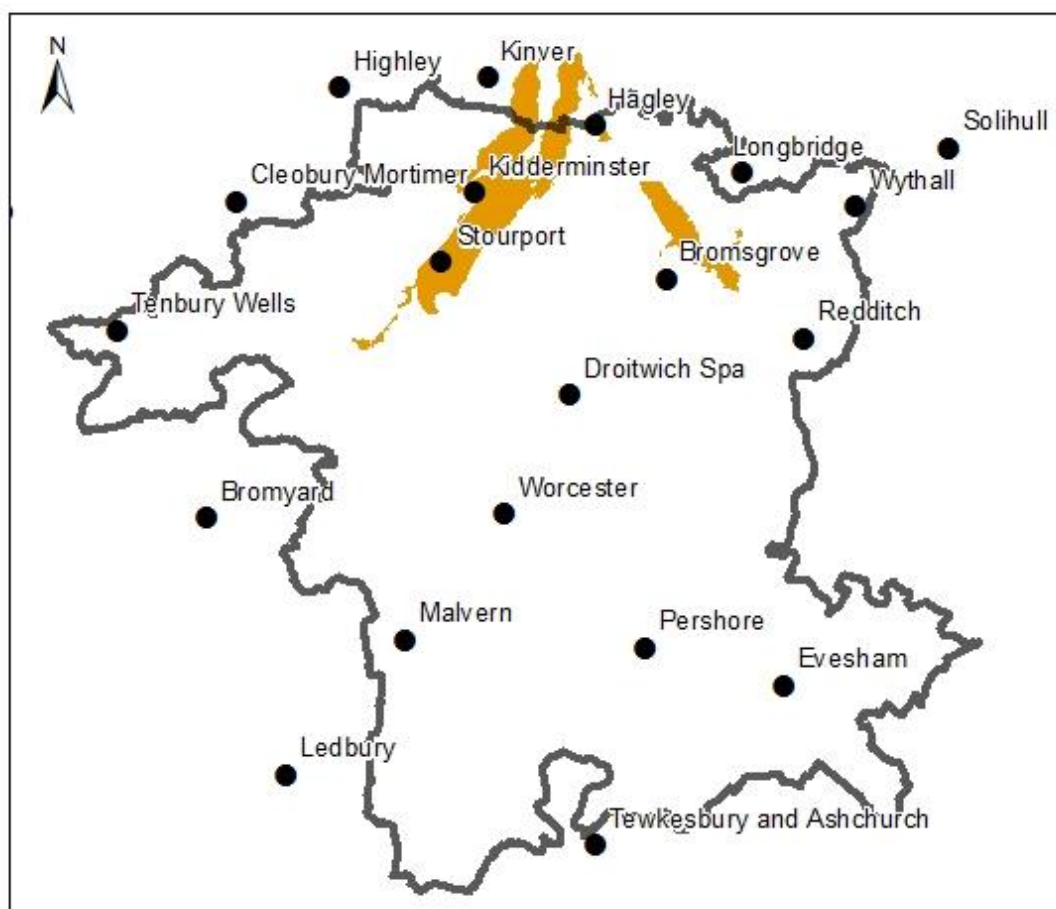 N
Kinver
Highley
Hagley
Solihull
Longbridge
Cleobury Mortimer
Kidderminster
Wythall
Stourport
Bromsgrove
Tenbury Wells
Redditch
Droitwich Spa
Bromyard
Worcester
Malvern
Pershore
Evesham
Ledbury
Tewkesbury and Ashchurch